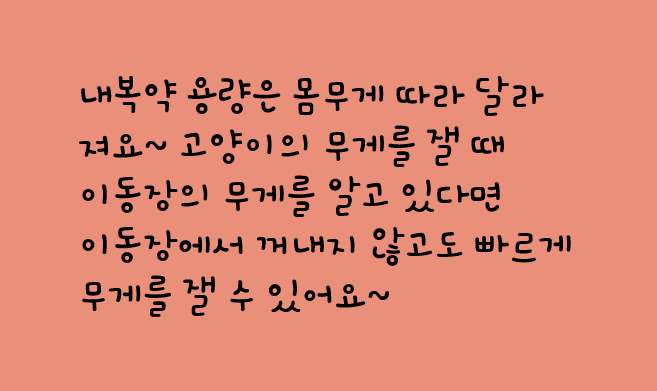 내복약 용량은 몸무게 따라 달라
져요~ 고양이의 무게를 잴 때
이동장의 무게를 알고 있다면
이동장에서 꺼내지 않고도 빠르게
무게를 잴 수 있어요~